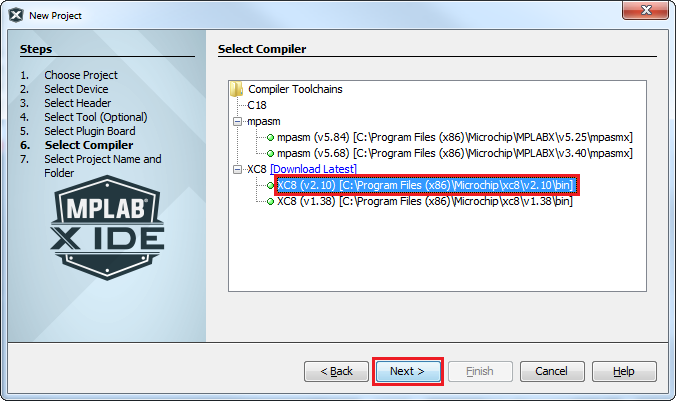 New Project
Steps
1. Choose Project
2. Select Device
3. Select Header
4. Select Tool (Optional)
5. Select Plugin Board
6. Select Compiler
7. Select Project Name and
Folder
MPLAB
X IDE
Select Compiler
Compiler Toolchains
C18
mpasm
mpasm (v5.84) [C:\Program Files (x86)\Microchip\MPLABX\v5.25\mpasmx]
mpasm (v5.68) [C:\Program Files (x86)\Microchip\MPLABX\v3.40\mpasmx]
XC8 [Download Latest]
XC8 (v2.10) [C:\Program Files (x86)\Microchip\xc8\v2.10\bin]
XC8 (v1.38) [C:\Program Files (x86)\Microchip\xc8\v1.38\bin]
< Back
Next >
Finish
Cancel
Help